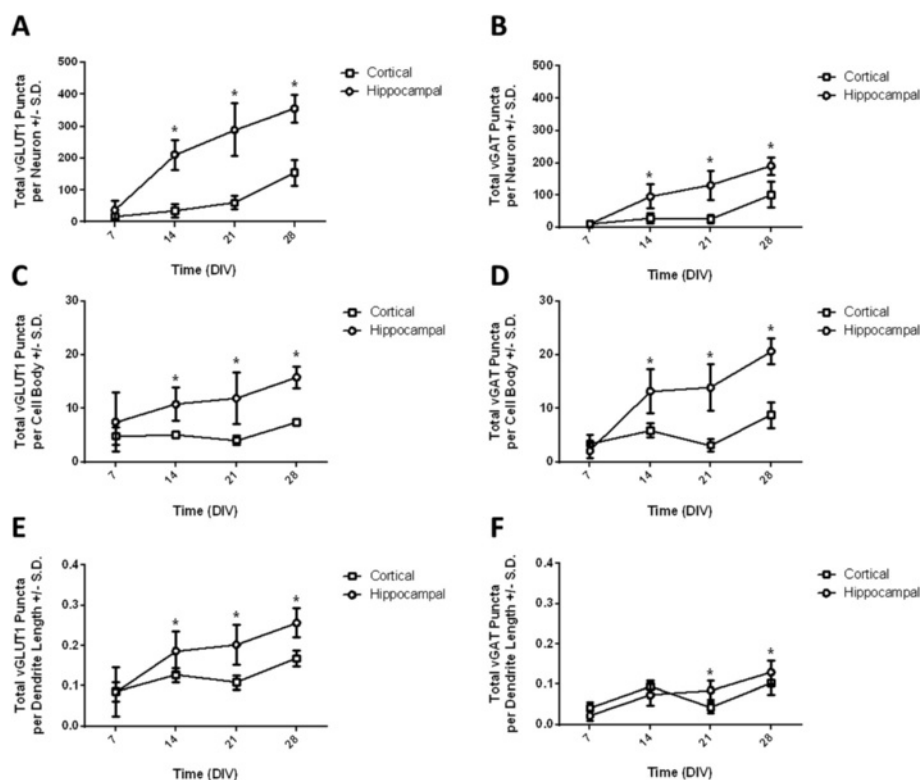 A
Total vGLUT1 Puncta
per Neuron +/- S.D.
500
400
300
200
100
0
*
*
*
7
14
21
28
Time (DIV)
Cortical
Hippocampal
B
Total vGAT Puncta
per Neuron +/- S.D.
500
400
300
200
100
0
*
*
*
7
14
21
28
Time (DIV)
Cortical
Hippocampal
C
Total vGLUT1 Puncta
per Cell Body +/- S.D.
30
20
10
0
*
*
*
7
14
21
28
Time (DIV)
Cortical
Hippocampal
D
Total vGAT Puncta
per Cell Body +/- S.D.
30
20
10
0
*
*
*
7
14
21
28
Time (DIV)
Cortical
Hippocampal
E
Total vGLUT1 Puncta
per Dendrite Length +/- S.D.
0.4
0.3
0.2
0.1
0.0
*
*
*
7
14
21
28
Time (DIV)
Cortical
Hippocampal
F
Total vGAT Puncta
per Dendrite Length +/- S.D.
0.4
0.3
0.2
0.1
0.0
*
*
7
14
21
28
Time (DIV)
Cortical
Hippocampal